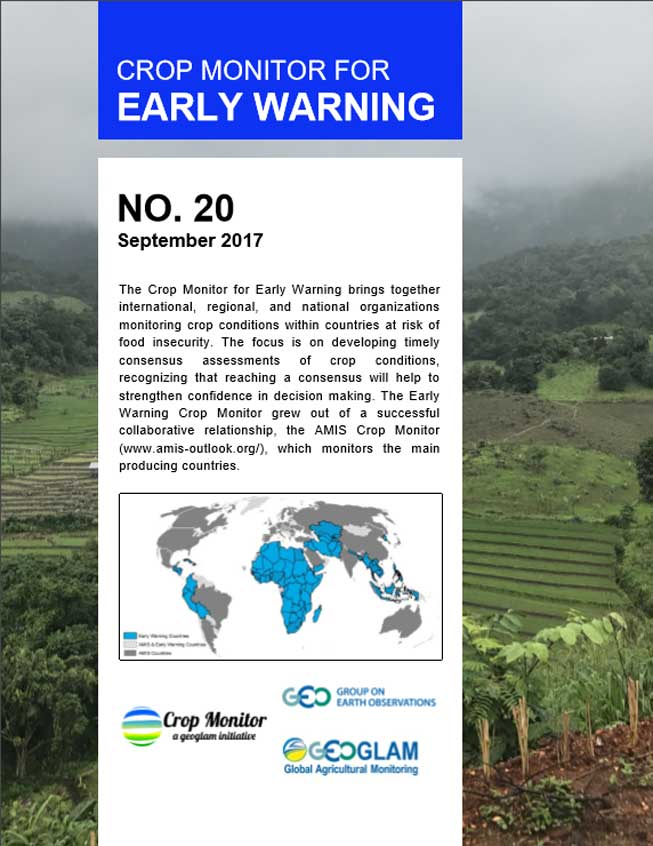 CROP MONITOR FOR
EARLY WARNING
NO. 20
September 2017
The Crop Monitor for Early Warning brings together
international, regional, and national organizations
monitoring crop conditions within countries at risk of
food insecurity. The focus is on developing timely
consensus assessments of crop conditions,
recognizing that reaching a consensus will help to
strengthen confidence in decision making. The Early
Warning Crop Monitor grew out of a successful
collaborative relationship, the AMIS Crop Monitor
(www.amis-outlook.org/), which monitors the main
producing countries.
Early Warning Countries
AMIS & Early Warning Countries
AMIS Countries
Crop Monitor
a geoglam initiative
GEO GROUP ON
EARTH OBSERVATIONS
GEOGLAM
Global Agricultural Monitoring